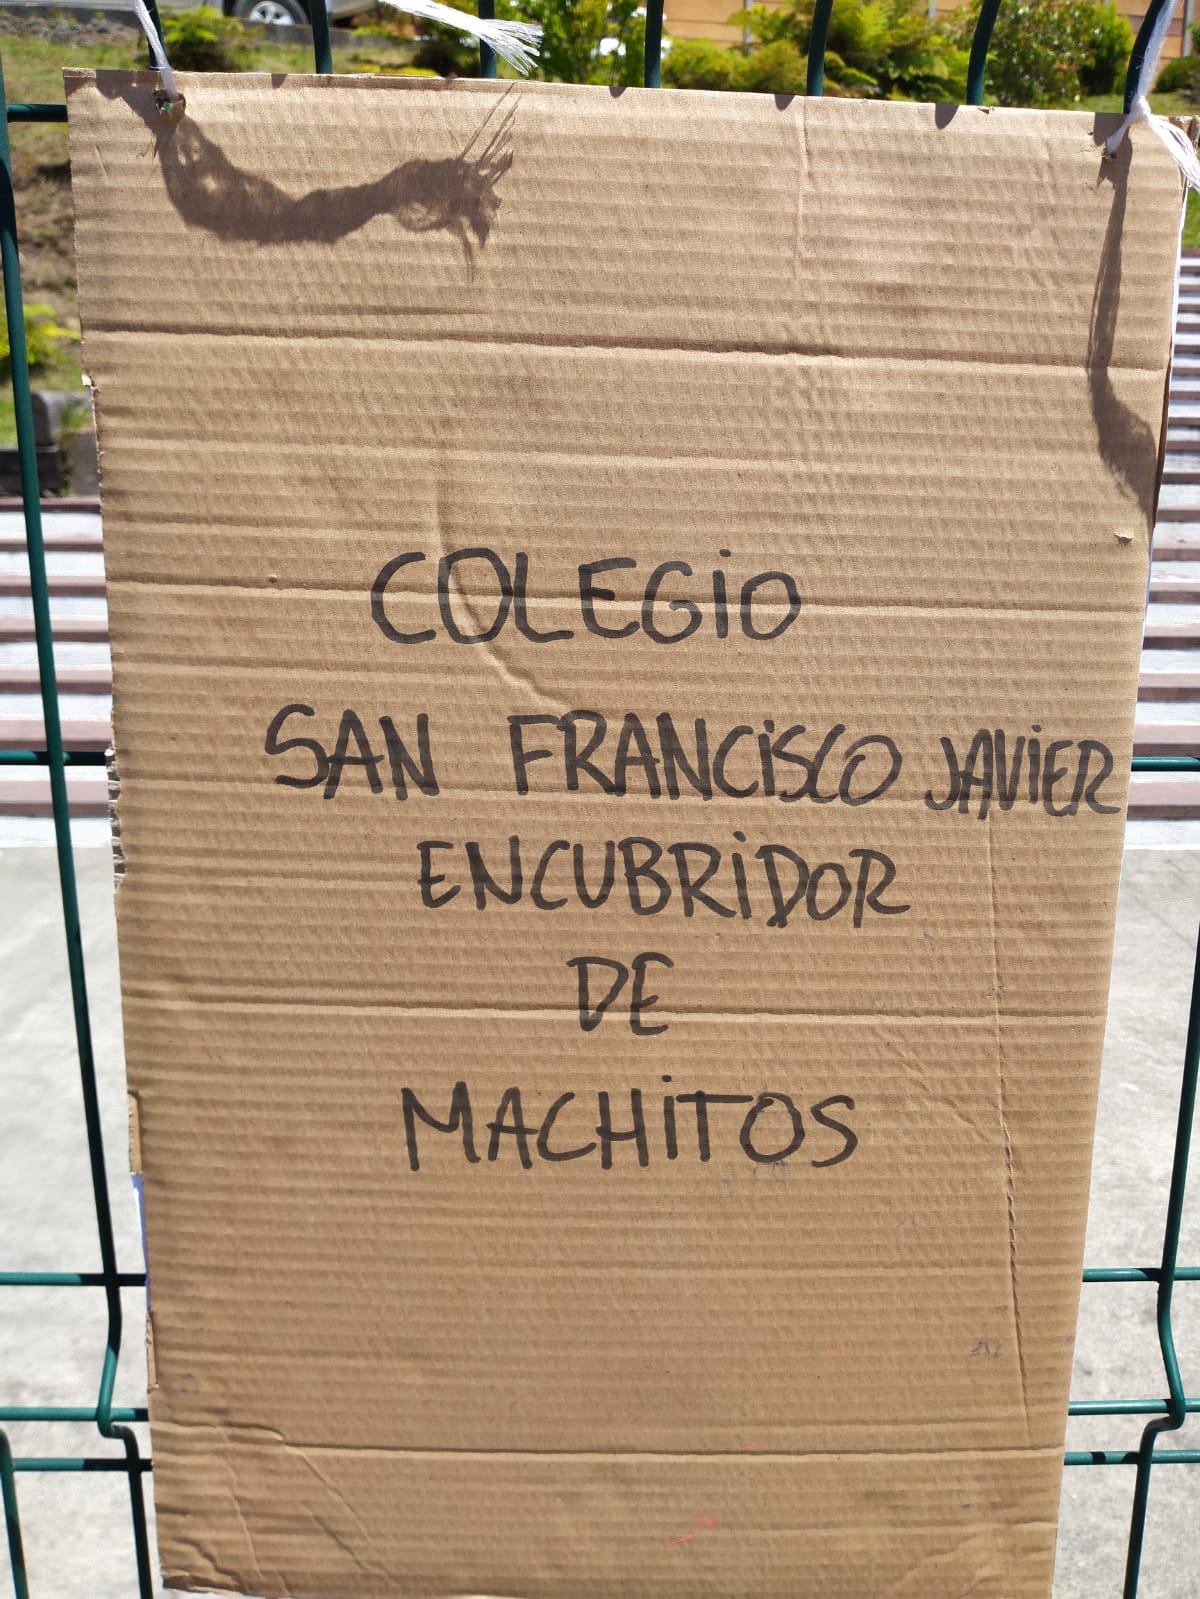 COLEGiO
SAN FRANCiSCO JAViER
ENCUBRiDOR
DE
MACHiTOS